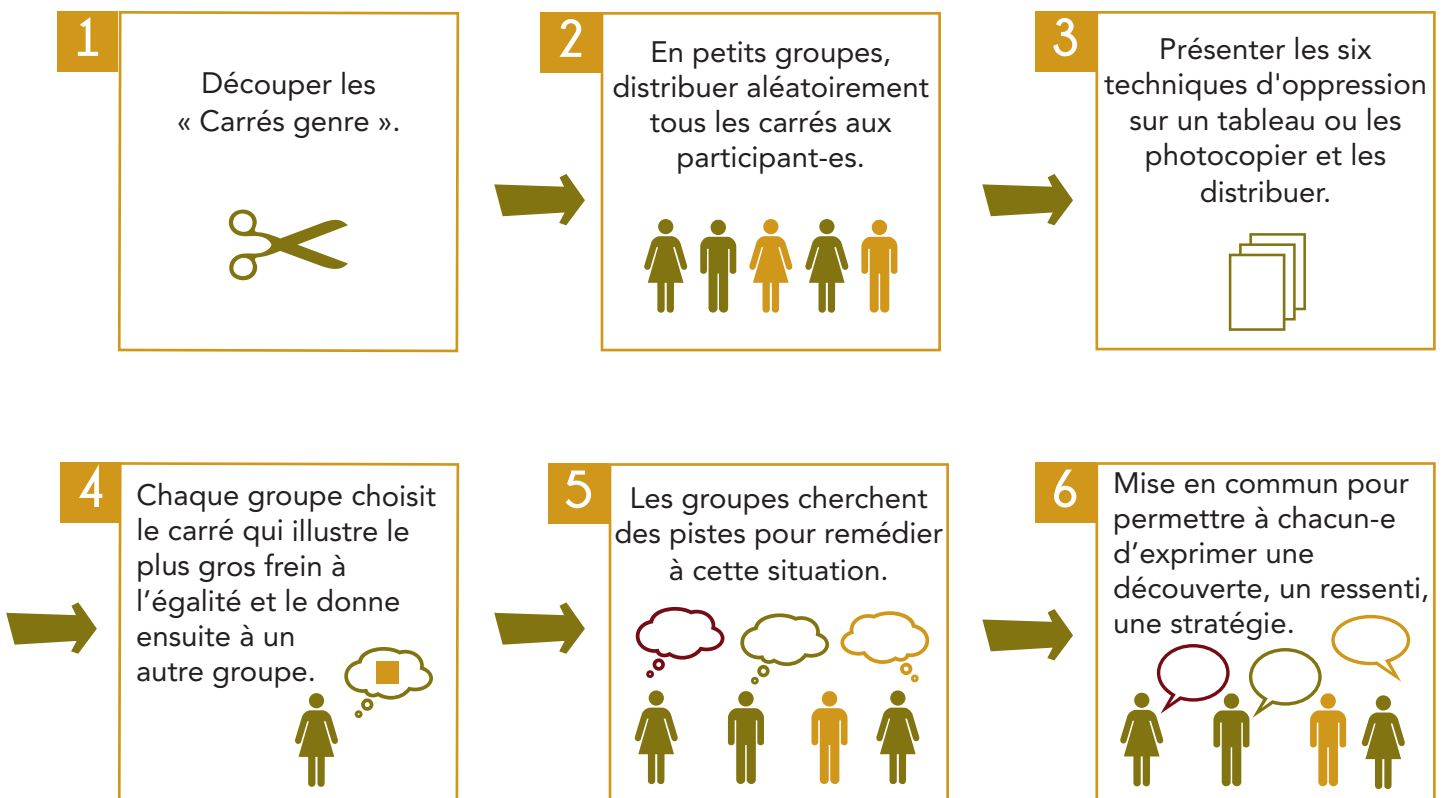 1
Découper les
« Carrés genre ».
2
En petits groupes,
distribuer aléatoirement
tous les carrés aux
participant-es.
3
Présenter les six
techniques d'oppression
sur un tableau ou les
photocopier et les
distribuer.
4
Chaque groupe choisit
le carré qui illustre le
plus gros frein à
l’égalité et le donne
ensuite à un
autre groupe.
5
Les groupes cherchent
des pistes pour remédier
à cette situation.
6
Mise en commun pour
permettre à chacun-e
d’exprimer une
découverte, un ressenti,
une stratégie.